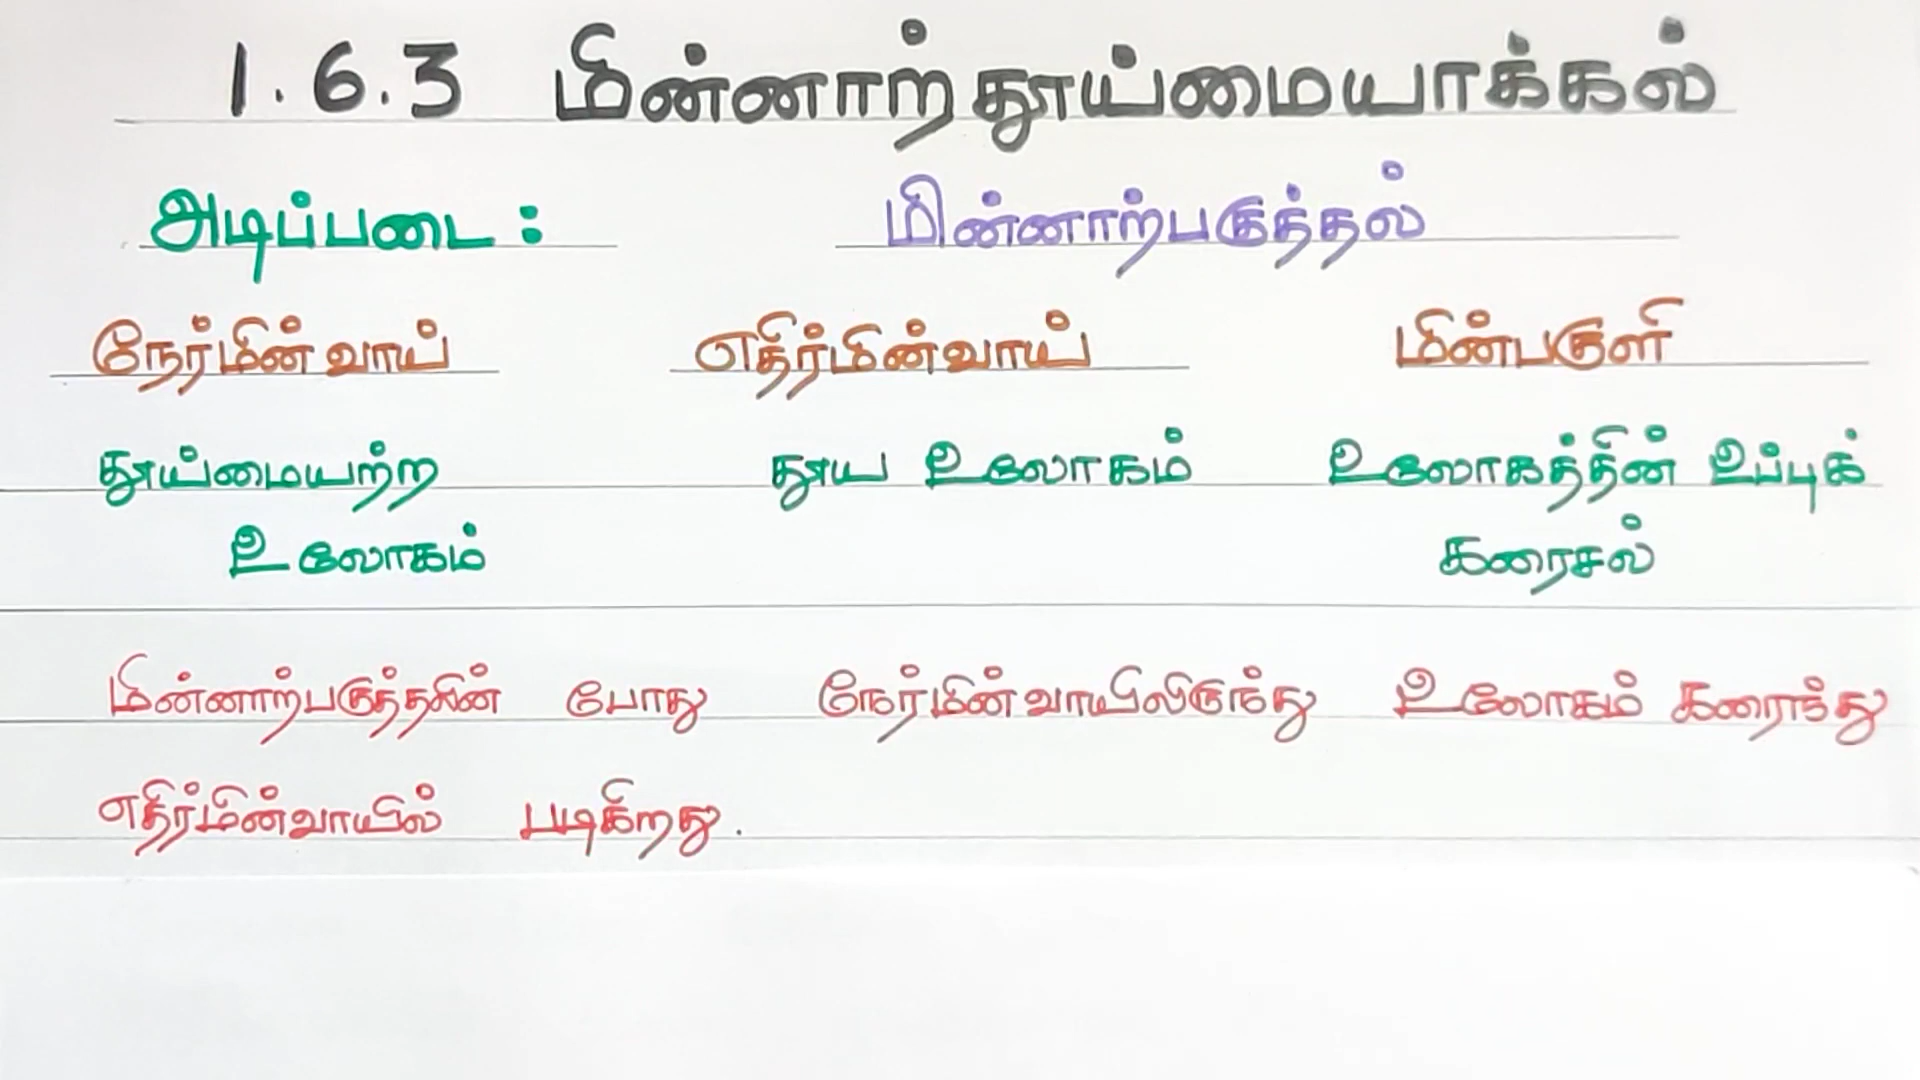 1.6.3 மின்னாற்தூய்மையாக்கல்
அடிப்படை : மின்னாற்பகுத்தல்
நேர்மின்வாய் எதிர்மின்வாய் மின்பகுளி
தூய்மையற்ற தூய உலோகம் உலோகத்தின் உப்புக்
உலோகம் கரைசல்
மின்னாற்பகுத்தலின் போது நேர்மின்வாயிலிருந்து உலோகம் கரைந்து
எதிர்மின்வாயில் படிகிறது.